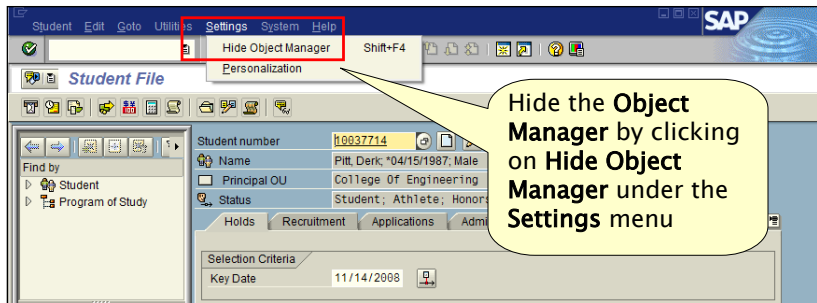 Student Edit Goto Utilities Settings System Help
SAP
Hide Object Manager Shift+F4
Personalization
Student File
Hide the Object
Manager by clicking
on Hide Object
Manager under the
Settings menu
Student number 10037714
Find by
Name Pitt, Derk; *04/15/1987; Male
Student
Principal OU College Of Engineering
Program of Study
Status Student; Athlete; Honors
Holds Recruitment Applications Admi
Selection Criteria
Key Date 11/14/2008